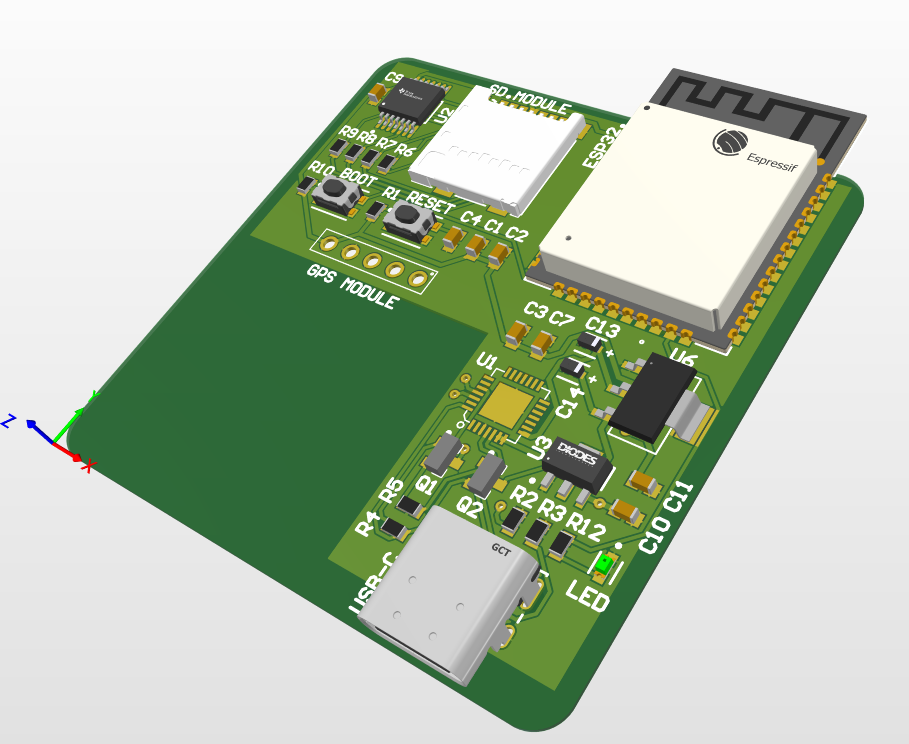 C9
SD.MODULE
U2
ESP32
Espressif
R9 R8 R7 R6
R10 BOOT
R1 RESET
C4 C1 C2
GPS MODULE
C3 C7 C13
U6
U1
C14
U3
DIODES
Q1
Q2
R5
R4
R2 R3 R12
C10 C11
GCT
USB-C
LED
Z
Y
X